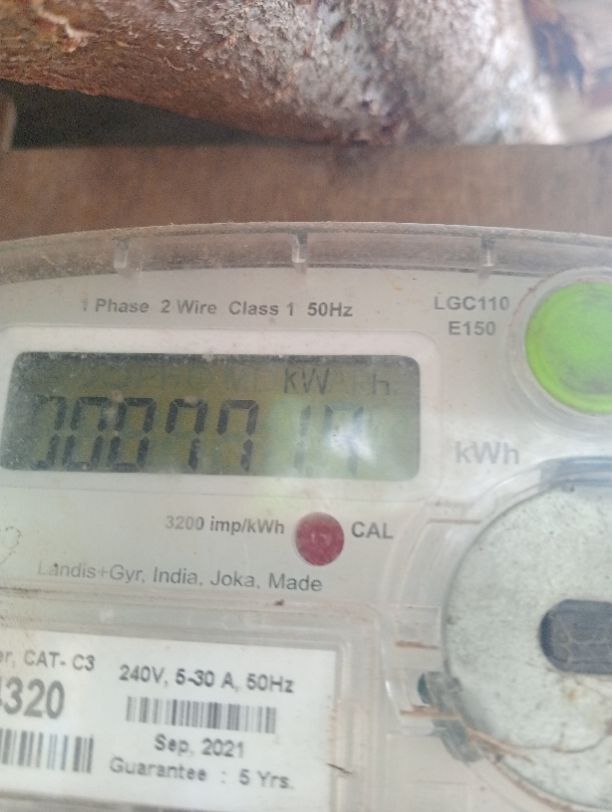 1 Phase 2 Wire Class 1 50Hz
LGC110
E150
kW h
kWh
3200 imp/kWh CAL
Landis+Gyr, India, Joka, Made
CAT- C3
320
240V, 5-30 A, 50Hz
Sep, 2021
Guarantee : 5 Yrs.